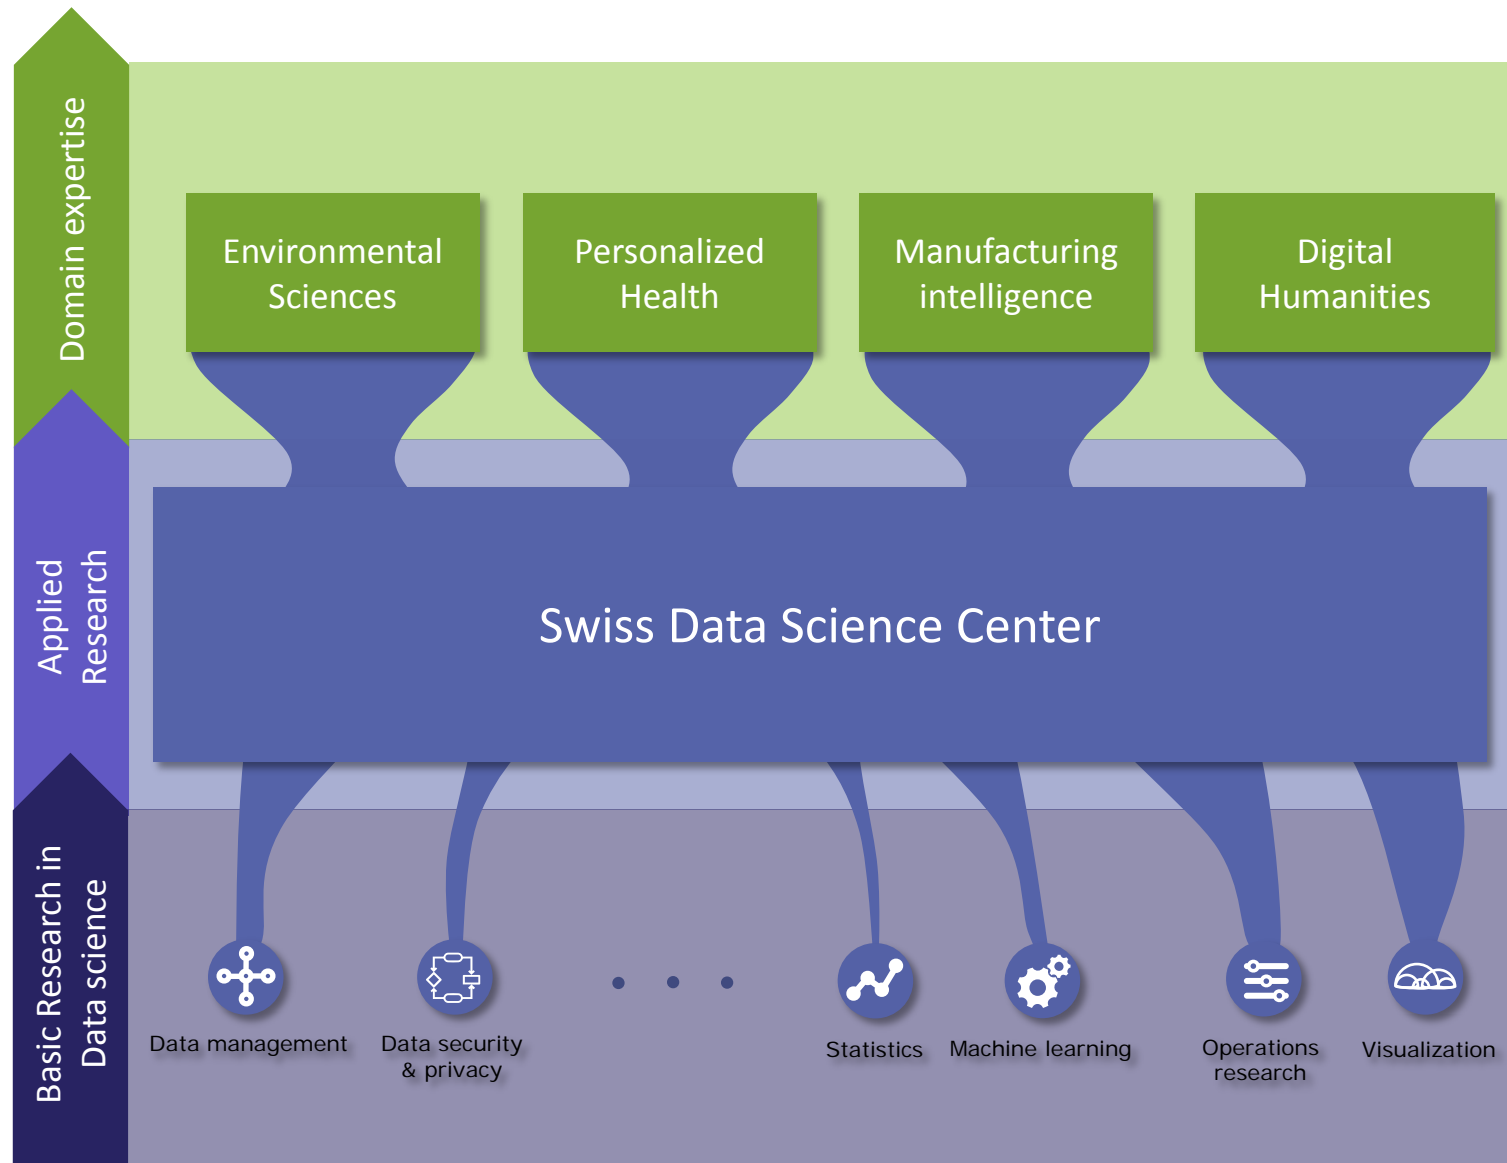 Domain expertise
Environmental
Sciences
Personalized
Health
Manufacturing
intelligence
Digital
Humanities
Applied
Research
Swiss Data Science Center
Basic Research in
Data science
Data management
Data security
& privacy
. . .
Statistics
Machine learning
Operations
research
Visualization